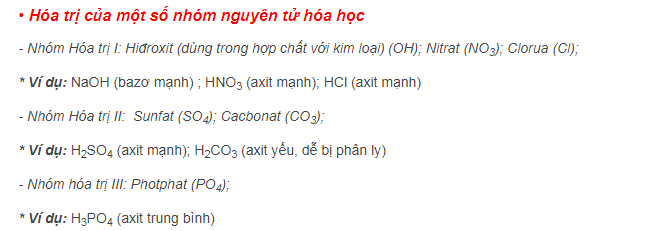 • Hóa trị của một số nhóm nguyên tử hóa học
- Nhóm Hóa trị I: Hiđroxit (dùng trong hợp chất với kim loại) (OH); Nitrat (NO₃); Clorua (Cl);
* Ví dụ: NaOH (bazơ mạnh) ; HNO₃ (axit mạnh); HCl (axit mạnh)
- Nhóm Hóa trị II: Sunfat (SO₄); Cacbonat (CO₃);
* Ví dụ: H₂SO₄ (axit mạnh); H₂CO₃ (axit yếu, dễ bị phân ly)
- Nhóm hóa trị III: Photphat (PO₄);
* Ví dụ: H₃PO₄ (axit trung bình)